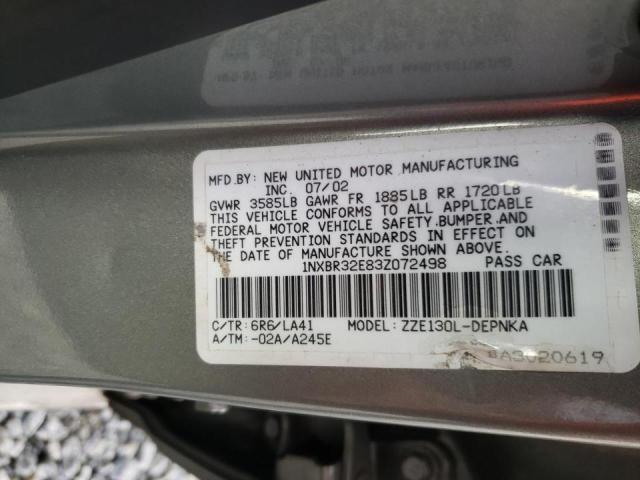 MFD.BY: NEW UNITED MOTOR MANUFACTURING
INC. 07/02
GVWR 3585LB GAWR FR 1885LB RR 1720LB
THIS VEHICLE CONFORMS TO ALL APPLICABLE
FEDERAL MOTOR VEHICLE SAFETY,BUMPER,AND
THEFT PREVENTION STANDARDS IN EFFECT ON
THE DATE OF MANUFACTURE SHOWN ABOVE.
1NXBR32E83Z072498 PASS CAR
C/TR:6R6/LA41 MODEL:ZZE130L-DEPNKA
A/TM:-02A/A245E